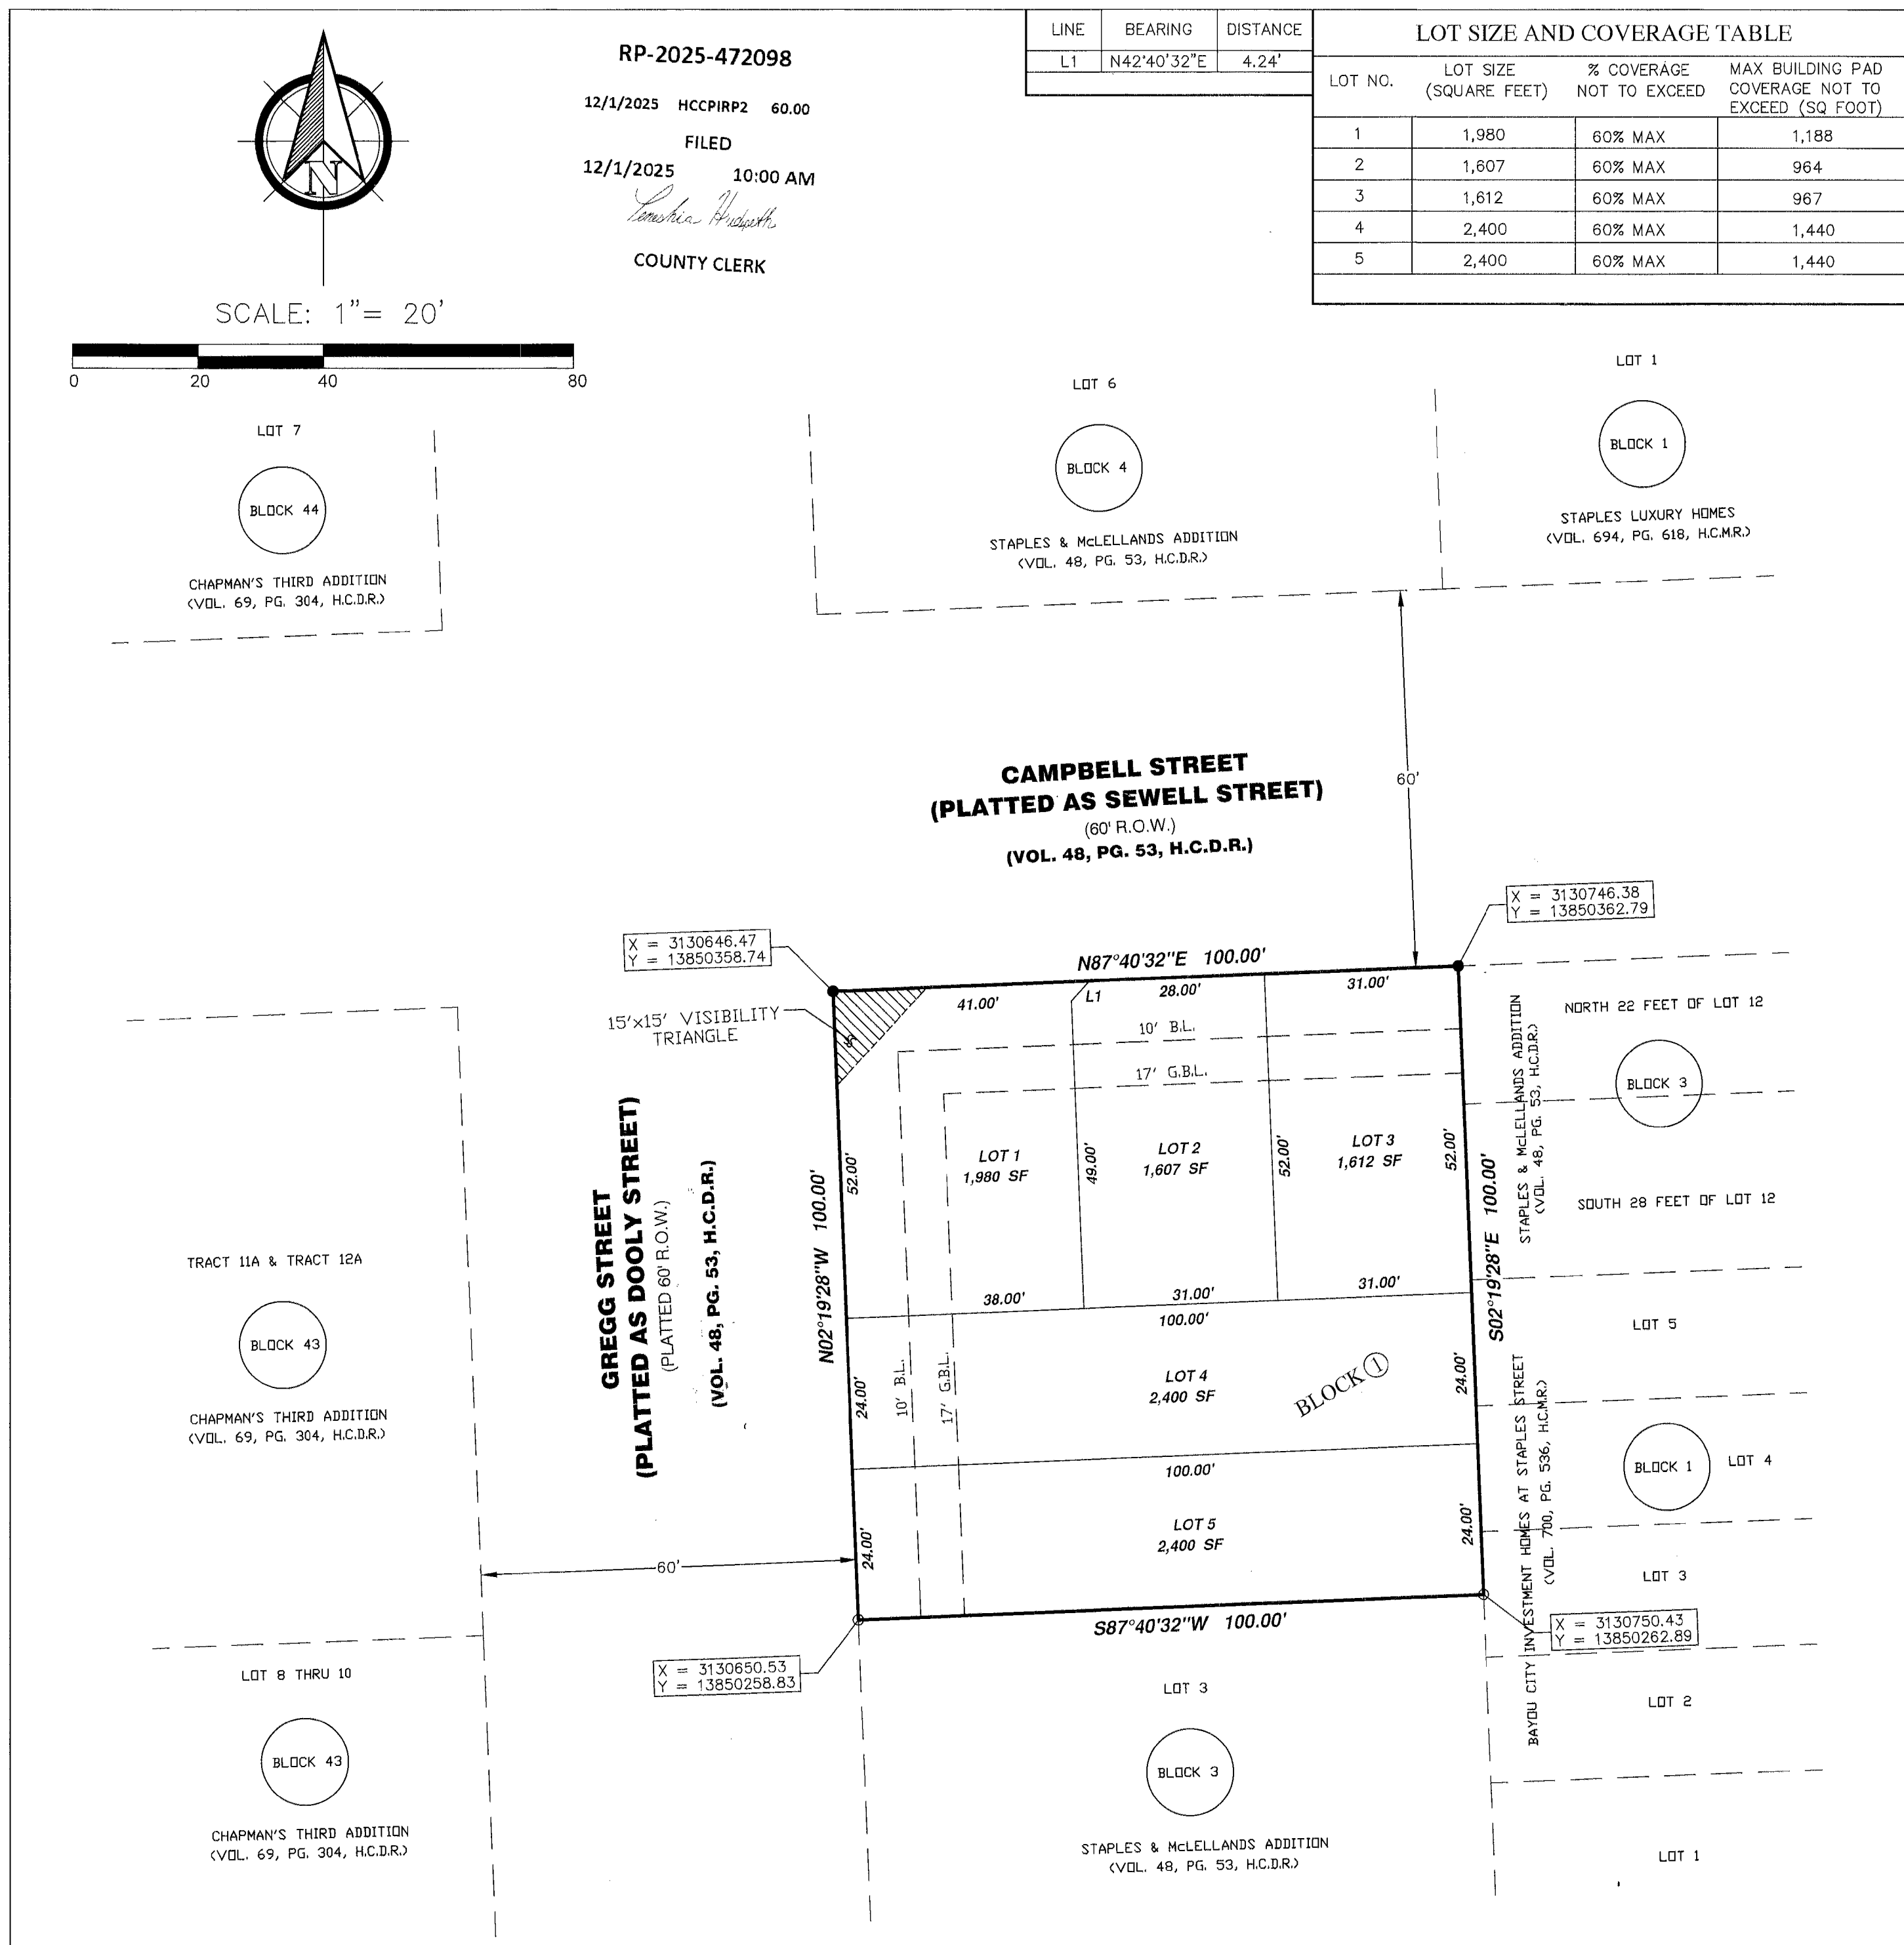 RP-2025-472098
12/1/2025 HCCPIRP2 60.00
FILED
12/1/2025 10:00 AM
Teneshia Hudspeth
COUNTY CLERK
N
SCALE: 1"= 20'
0 20 40 80
LINE BEARING DISTANCE
L1 N42°40'32"E 4.24'
LOT SIZE AND COVERAGE TABLE
LOT NO. LOT SIZE (SQUARE FEET) % COVERAGE NOT TO EXCEED MAX BUILDING PAD COVERAGE NOT TO EXCEED (SQ FOOT)
1 1,980 60% MAX 1,188
2 1,607 60% MAX 964
3 1,612 60% MAX 967
4 2,400 60% MAX 1,440
5 2,400 60% MAX 1,440
LOT 7
BLOCK 44
CHAPMAN'S THIRD ADDITION
(VOL. 69, PG. 304, H.C.D.R.)
LOT 6
BLOCK 4
STAPLES & McLELLANDS ADDITION
(VOL. 48, PG. 53, H.C.D.R.)
LOT 1
BLOCK 1
STAPLES LUXURY HOMES
(VOL. 694, PG. 618, H.C.M.R.)
CAMPBELL STREET
(PLATTED AS SEWELL STREET)
(60' R.O.W.)
(VOL. 48, PG. 53, H.C.D.R.)
60'
X = 3130646.47
Y = 13850358.74
X = 3130746.38
Y = 13850362.79
N87°40'32"E 100.00'
15'x15' VISIBILITY
TRIANGLE
41.00'
L1
28.00'
31.00'
10' B.L.
17' G.B.L.
LOT 1
1,980 SF
LOT 2
1,607 SF
LOT 3
1,612 SF
52.00'
49.00'
52.00'
52.00'
38.00'
31.00'
31.00'
100.00'
N02°19'28"W 100.00'
S02°19'28"E 100.00'
GREGG STREET
(PLATTED AS DOOLY STREET)
(PLATTED 60' R.O.W.)
(VOL. 48, PG. 53, H.C.D.R.)
10' B.L.
17' G.B.L.
24.00'
LOT 4
2,400 SF
BLOCK 1
24.00'
100.00'
24.00'
LOT 5
2,400 SF
24.00'
60'
S87°40'32"W 100.00'
X = 3130650.53
Y = 13850258.83
X = 3130750.43
Y = 13850262.89
TRACT 11A & TRACT 12A
BLOCK 43
CHAPMAN'S THIRD ADDITION
(VOL. 69, PG. 304, H.C.D.R.)
LOT 8 THRU 10
BLOCK 43
CHAPMAN'S THIRD ADDITION
(VOL. 69, PG. 304, H.C.D.R.)
NORTH 22 FEET OF LOT 12
BLOCK 3
SOUTH 28 FEET OF LOT 12
STAPLES & McLELLANDS ADDITION
(VOL. 48, PG. 53, H.C.D.R.)
LOT 5
BLOCK 1
LOT 4
LOT 3
LOT 2
LOT 1
BAYOU CITY INVESTMENT HOMES AT STAPLES STREET
(VOL. 700, PG. 536, H.C.M.R.)
LOT 3
BLOCK 3
STAPLES & McLELLANDS ADDITION
(VOL. 48, PG. 53, H.C.D.R.)